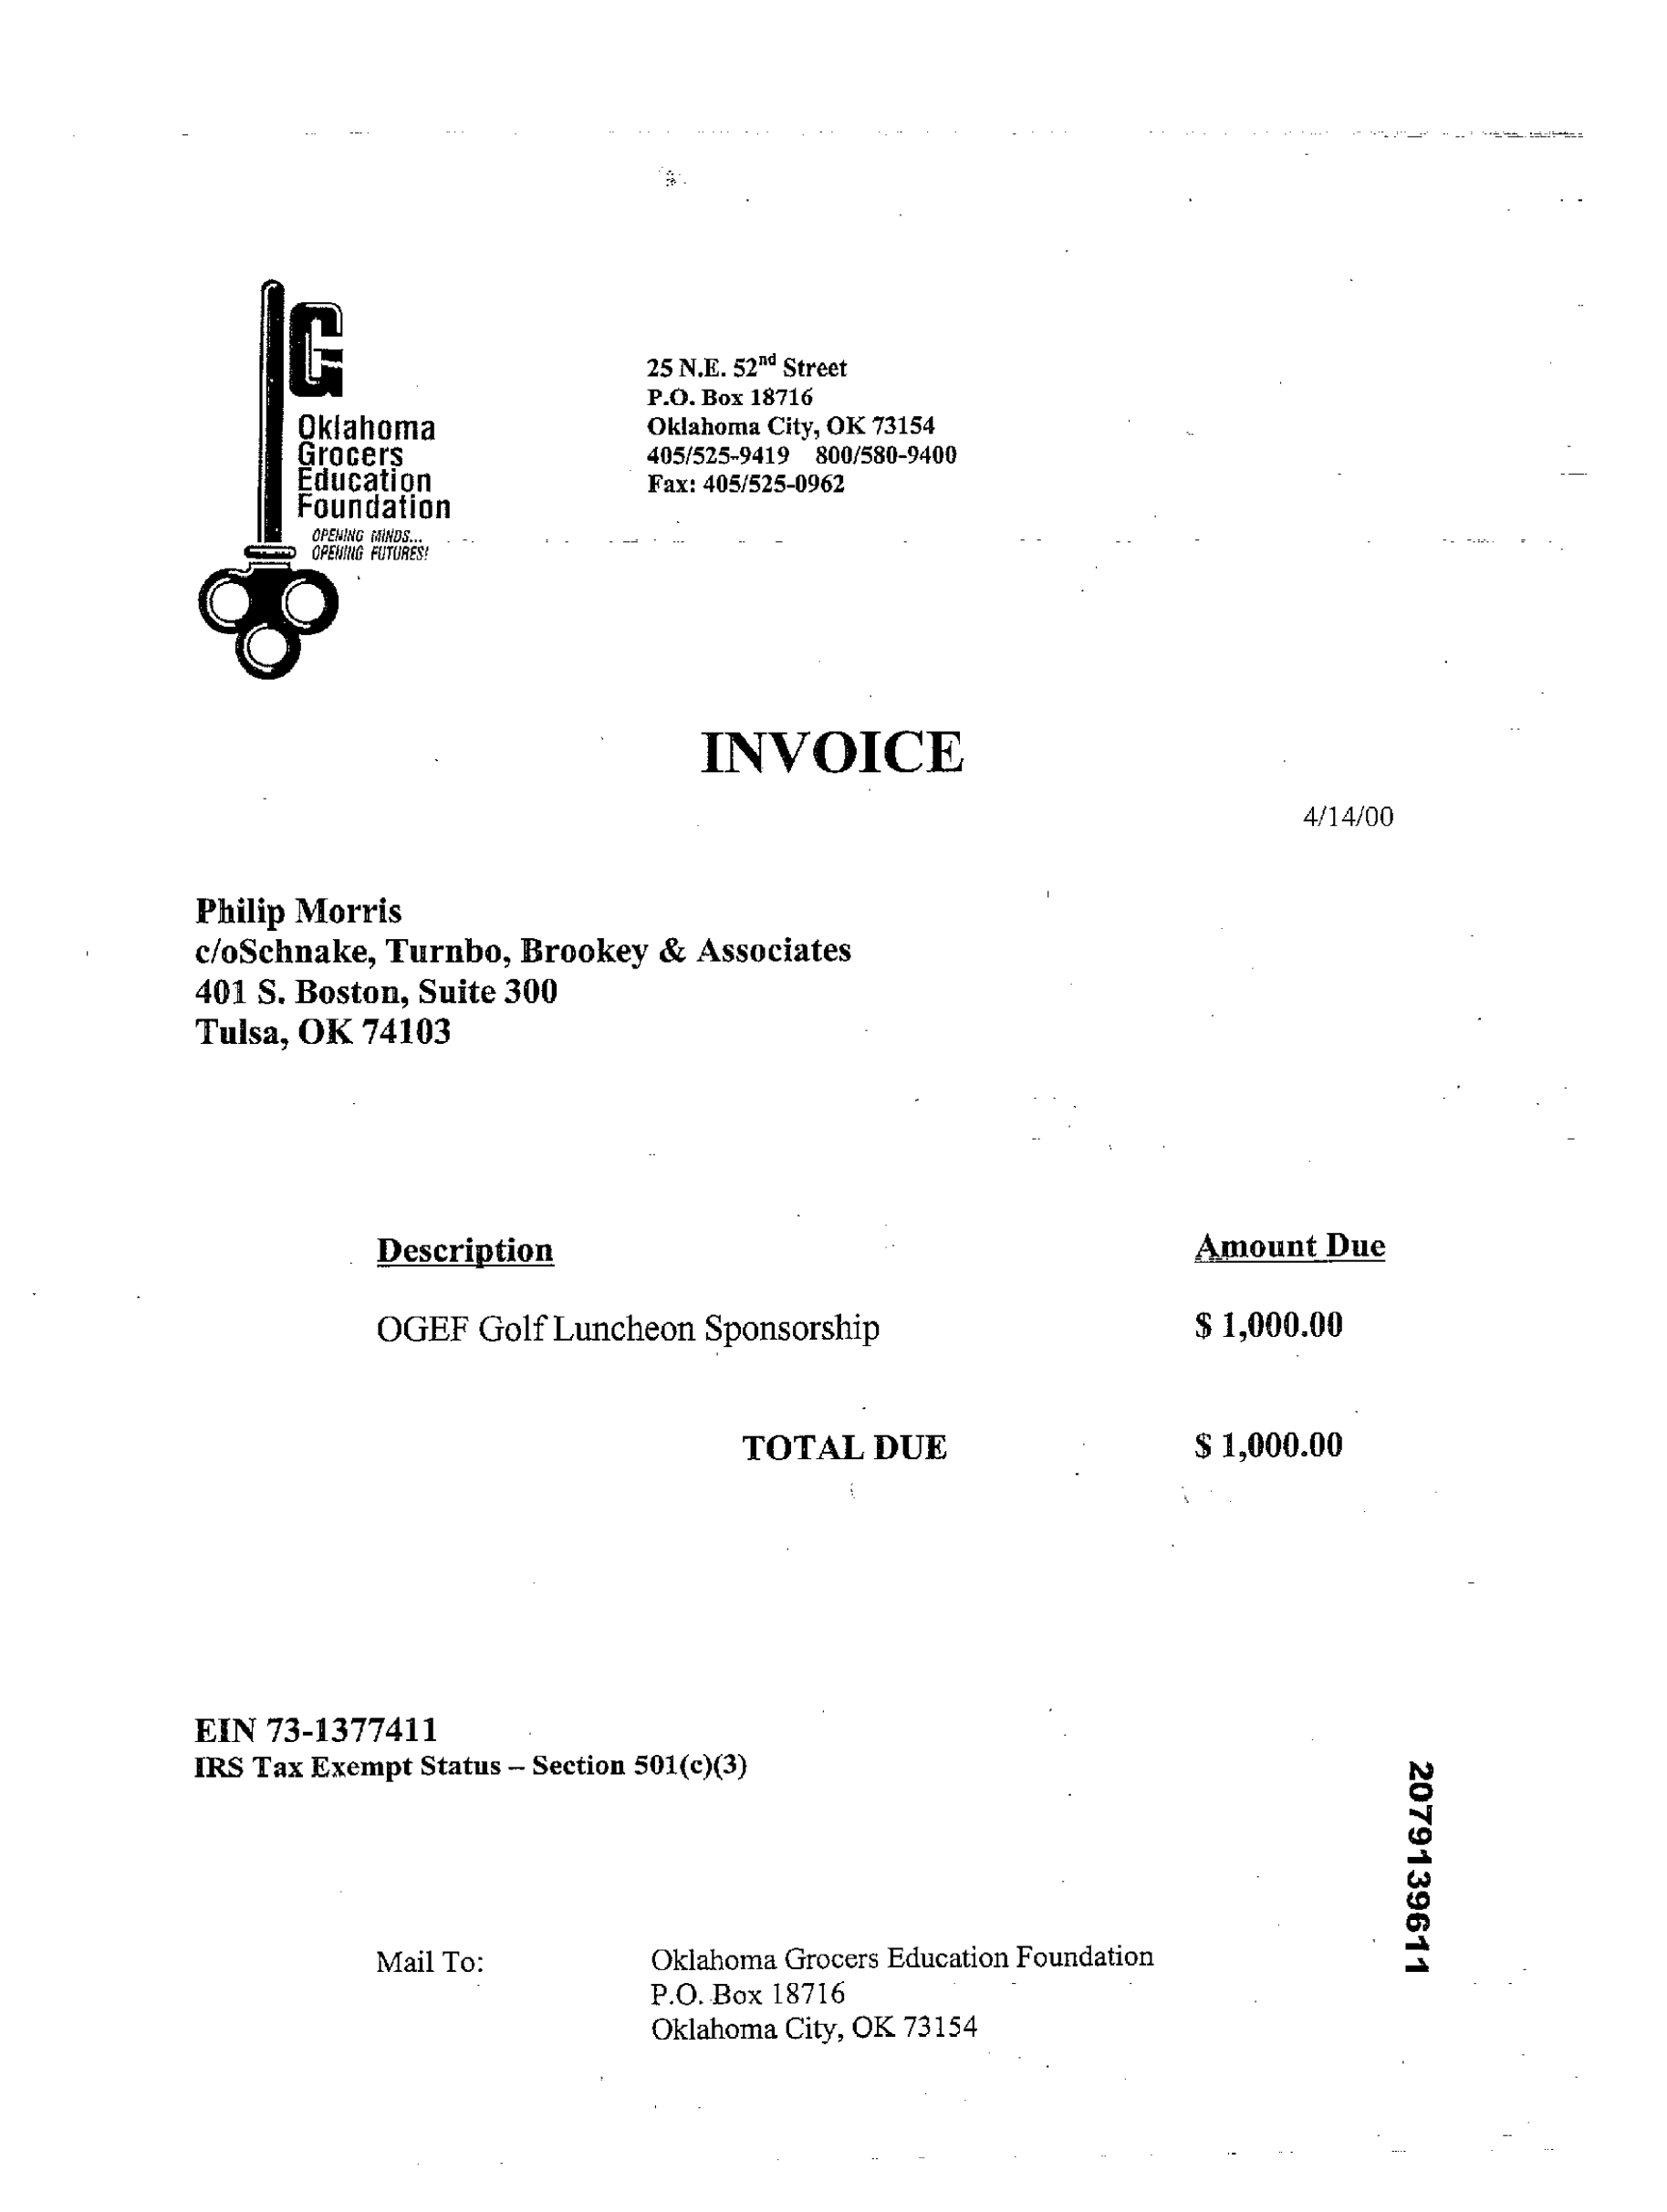 G
Oklahoma
Grocers
Education
Foundation
OPENING MINDS...
OPENING FUTURES!
25 N.E. 52nd Street
P.O. Box 18716
Oklahoma City, OK 73154
405/525-9419 800/580-9400
Fax: 405/525-0962
INVOICE
4/14/00
Philip Morris
c/oSchnake, Turnbo, Brookey & Associates
401 S. Boston, Suite 300
Tulsa, OK 74103
Description Amount Due
OGEF Golf Luncheon Sponsorship $ 1,000.00
TOTAL DUE $ 1,000.00
EIN 73-1377411
IRS Tax Exempt Status – Section 501(c)(3)
2079139611
Mail To: Oklahoma Grocers Education Foundation
P.O. Box 18716
Oklahoma City, OK 73154